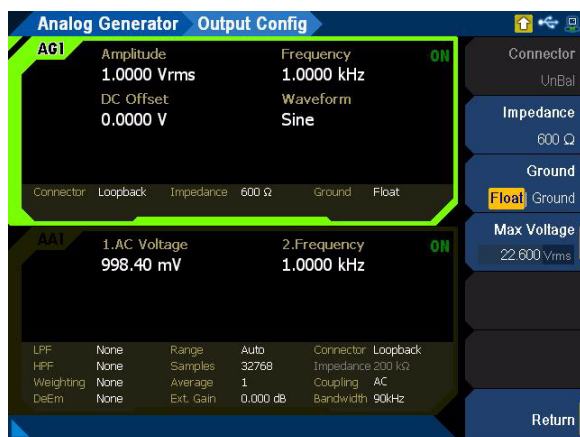 Analog Generator Output Config
AG1
Amplitude Frequency ON
1.0000 Vrms 1.0000 kHz
DC Offset Waveform
0.0000 V Sine
Connector Loopback Impedance 600 Ω Ground Float
AA1
1.AC Voltage 2.Frequency ON
998.40 mV 1.0000 kHz
LPF None Range Auto Connector Loopback
HPF None Samples 32768 Impedance 200 kΩ
Weighting None Average 1 Coupling AC
DeEm None Ext. Gain 0.000 dB Bandwidth 90kHz
Connector
UnBal
Impedance
600 Ω
Ground
Float Ground
Max Voltage
22.600 Vrms
Return